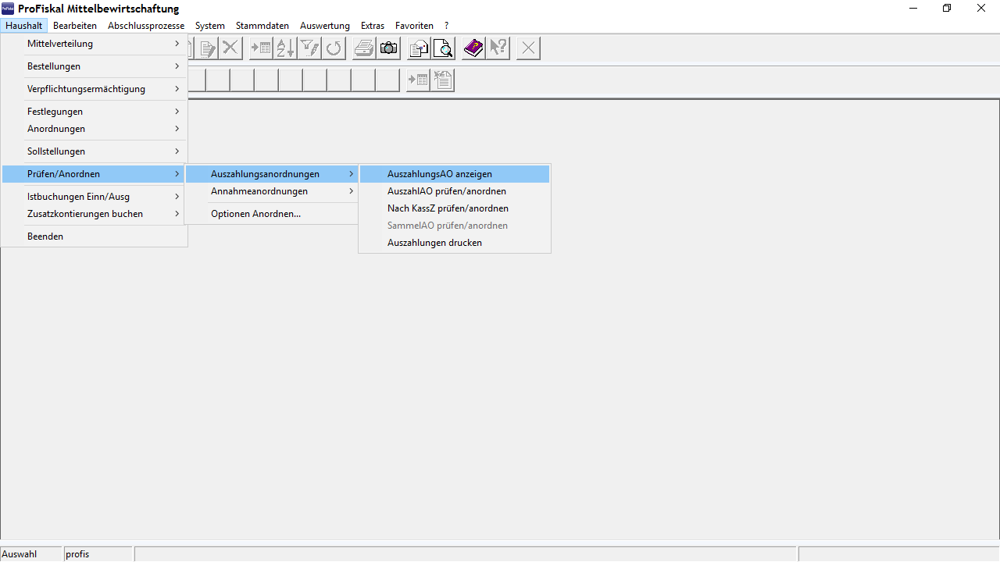 ProFiskal Mittelbewirtschaftung
Haushalt Bearbeiten Abschlussprozesse System Stammdaten Auswertung Extras Favoriten ?
Mittelverteilung
Bestellungen
Verpflichtungsermächtigung
Festlegungen
Anordnungen
Sollstellungen
Prüfen/Anordnen
Istbuchungen Einn/Ausg
Zusatzkontierungen buchen
Beenden
Auszahlungsanordnungen
Annahmeanordnungen
Optionen Anordnen...
AuszahlungsAO anzeigen
AuszahlAO prüfen/anordnen
Nach KassZ prüfen/anordnen
SammelAO prüfen/anordnen
Auszahlungen drucken
Auswahl profis